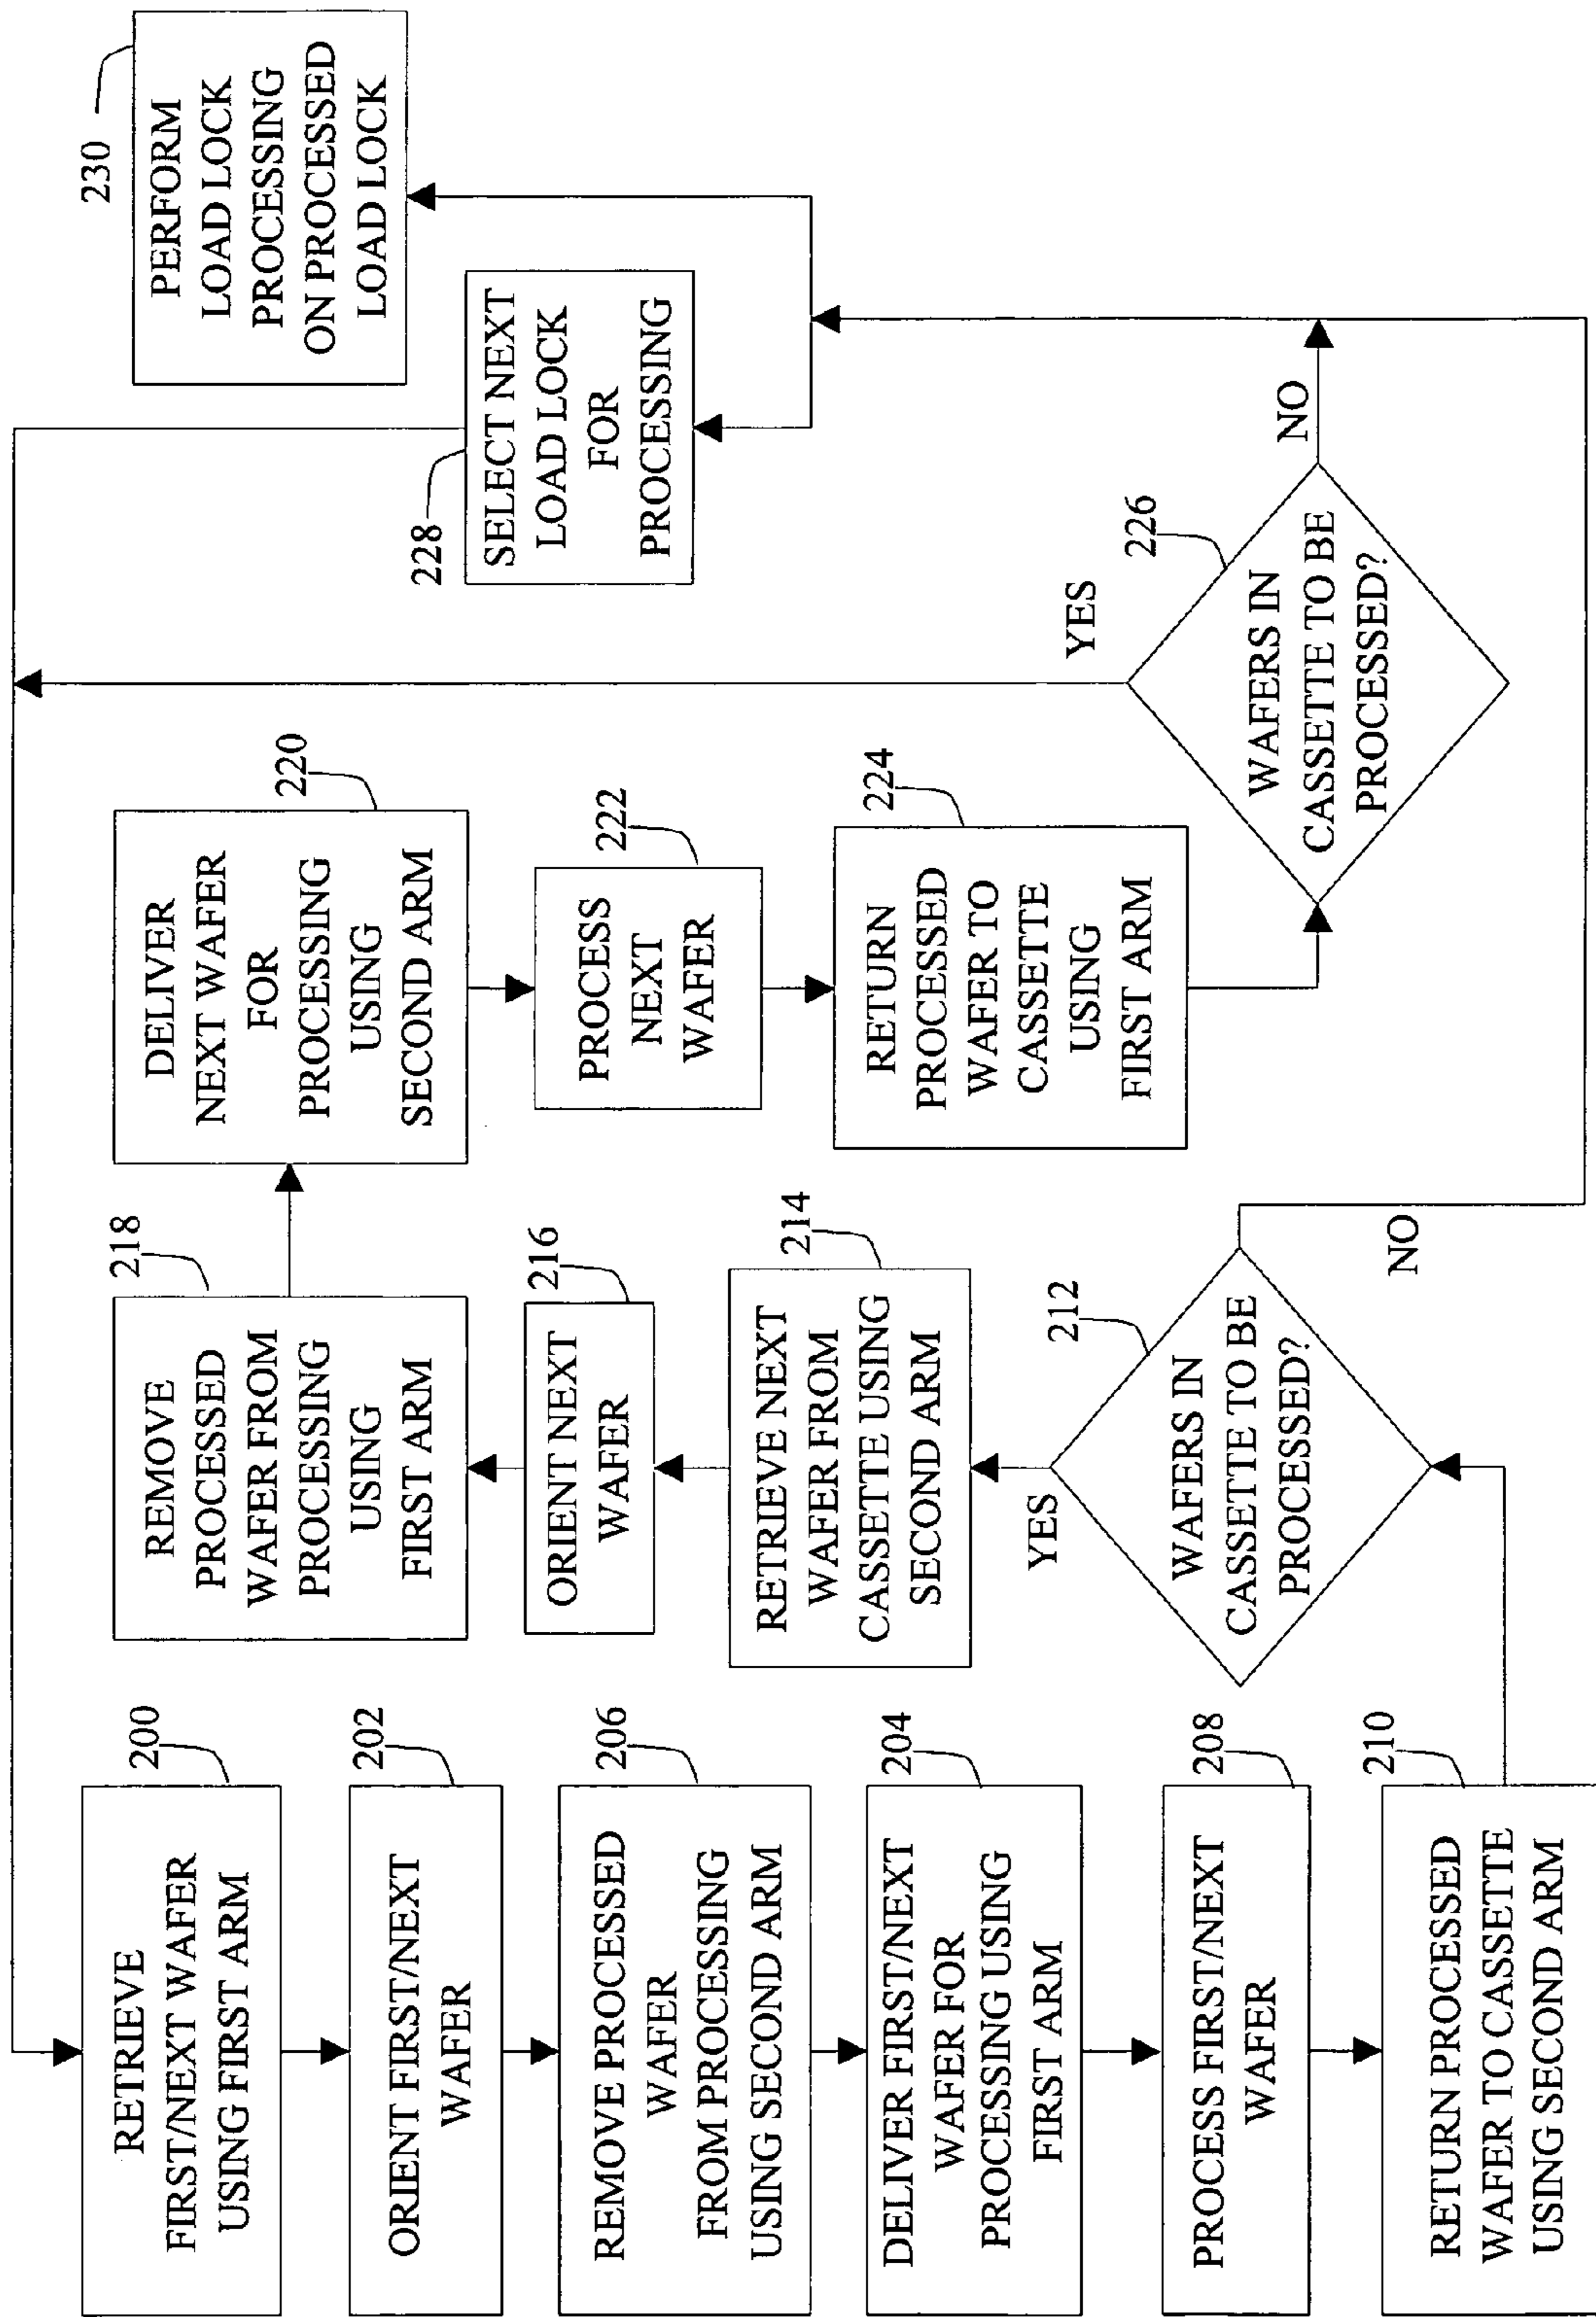 RETRIEVE
FIRST/NEXT WAFER
USING FIRST ARM
200
ORIENT FIRST/NEXT
WAFER
202
REMOVE PROCESSED
WAFER
FROM PROCESSING
USING SECOND ARM
206
DELIVER FIRST/NEXT
WAFER FOR
PROCESSING USING
FIRST ARM
204
PROCESS FIRST/NEXT
WAFER
208
RETURN PROCESSED
WAFER TO CASSETTE
USING SECOND ARM
210
WAFERS IN
CASSETTE TO BE
PROCESSED?
212
YES
NO
RETRIEVE NEXT
WAFER FROM
CASSETTE USING
SECOND ARM
214
ORIENT NEXT
WAFER
216
REMOVE
PROCESSED
WAFER FROM
PROCESSING
USING
FIRST ARM
218
DELIVER
NEXT WAFER
FOR
PROCESSING
USING
SECOND ARM
220
PROCESS
NEXT
WAFER
222
RETURN
PROCESSED
WAFER TO
CASSETTE
USING
FIRST ARM
224
WAFERS IN
CASSETTE TO BE
PROCESSED?
226
YES
NO
SELECT NEXT
LOAD LOCK
FOR
PROCESSING
228
PERFORM
LOAD LOCK
PROCESSING
ON PROCESSED
LOAD LOCK
230